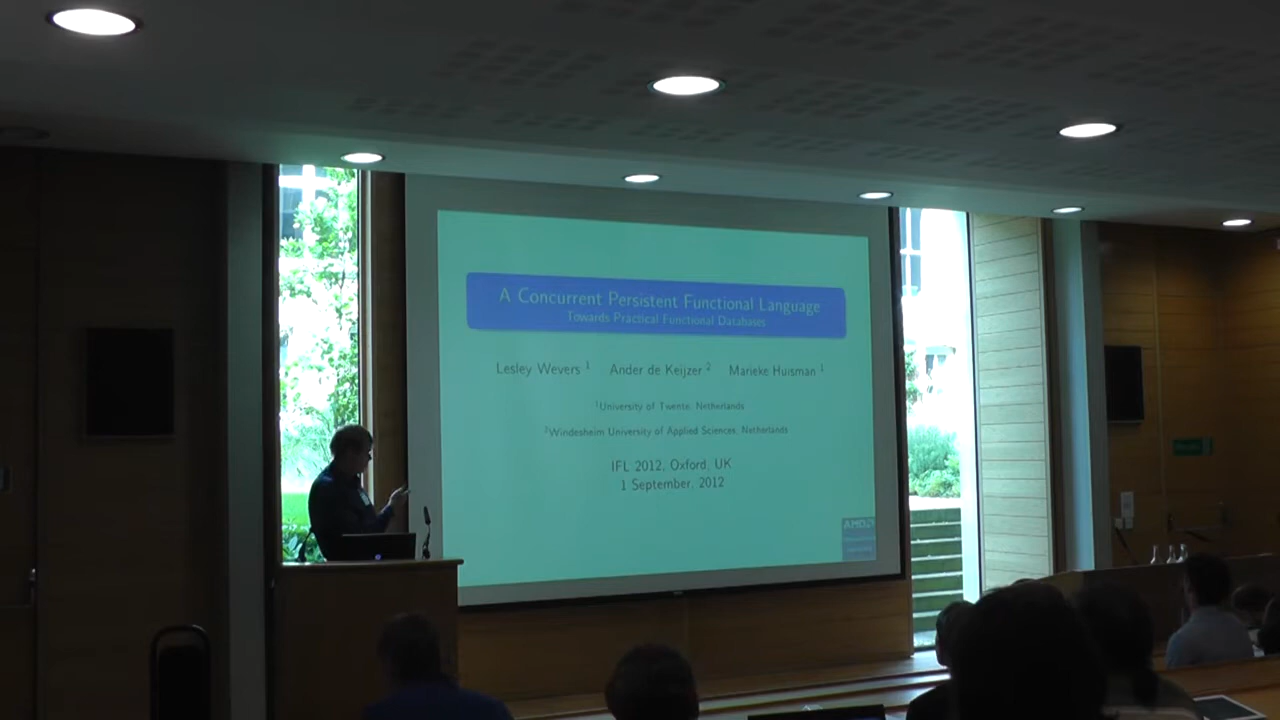 A Concurrent Persistent Functional Language
Towards Practical Functional Databases
Lesley Wevers 1 Ander de Keijzer 2 Marieke Huisman 1
1University of Twente, Netherlands
2Windesheim University of Applied Sciences, Netherlands
IFL 2012, Oxford, UK
1 September, 2012
AMD